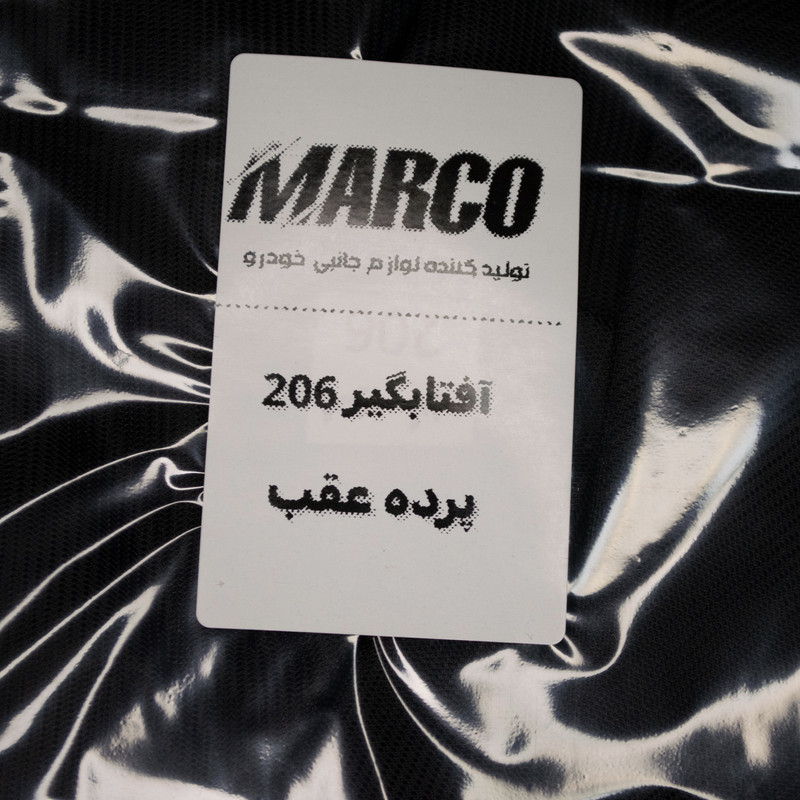 MARCO
تولید کننده لوازم جانبی خودرو
آفتابگیر 206
پرده عقب